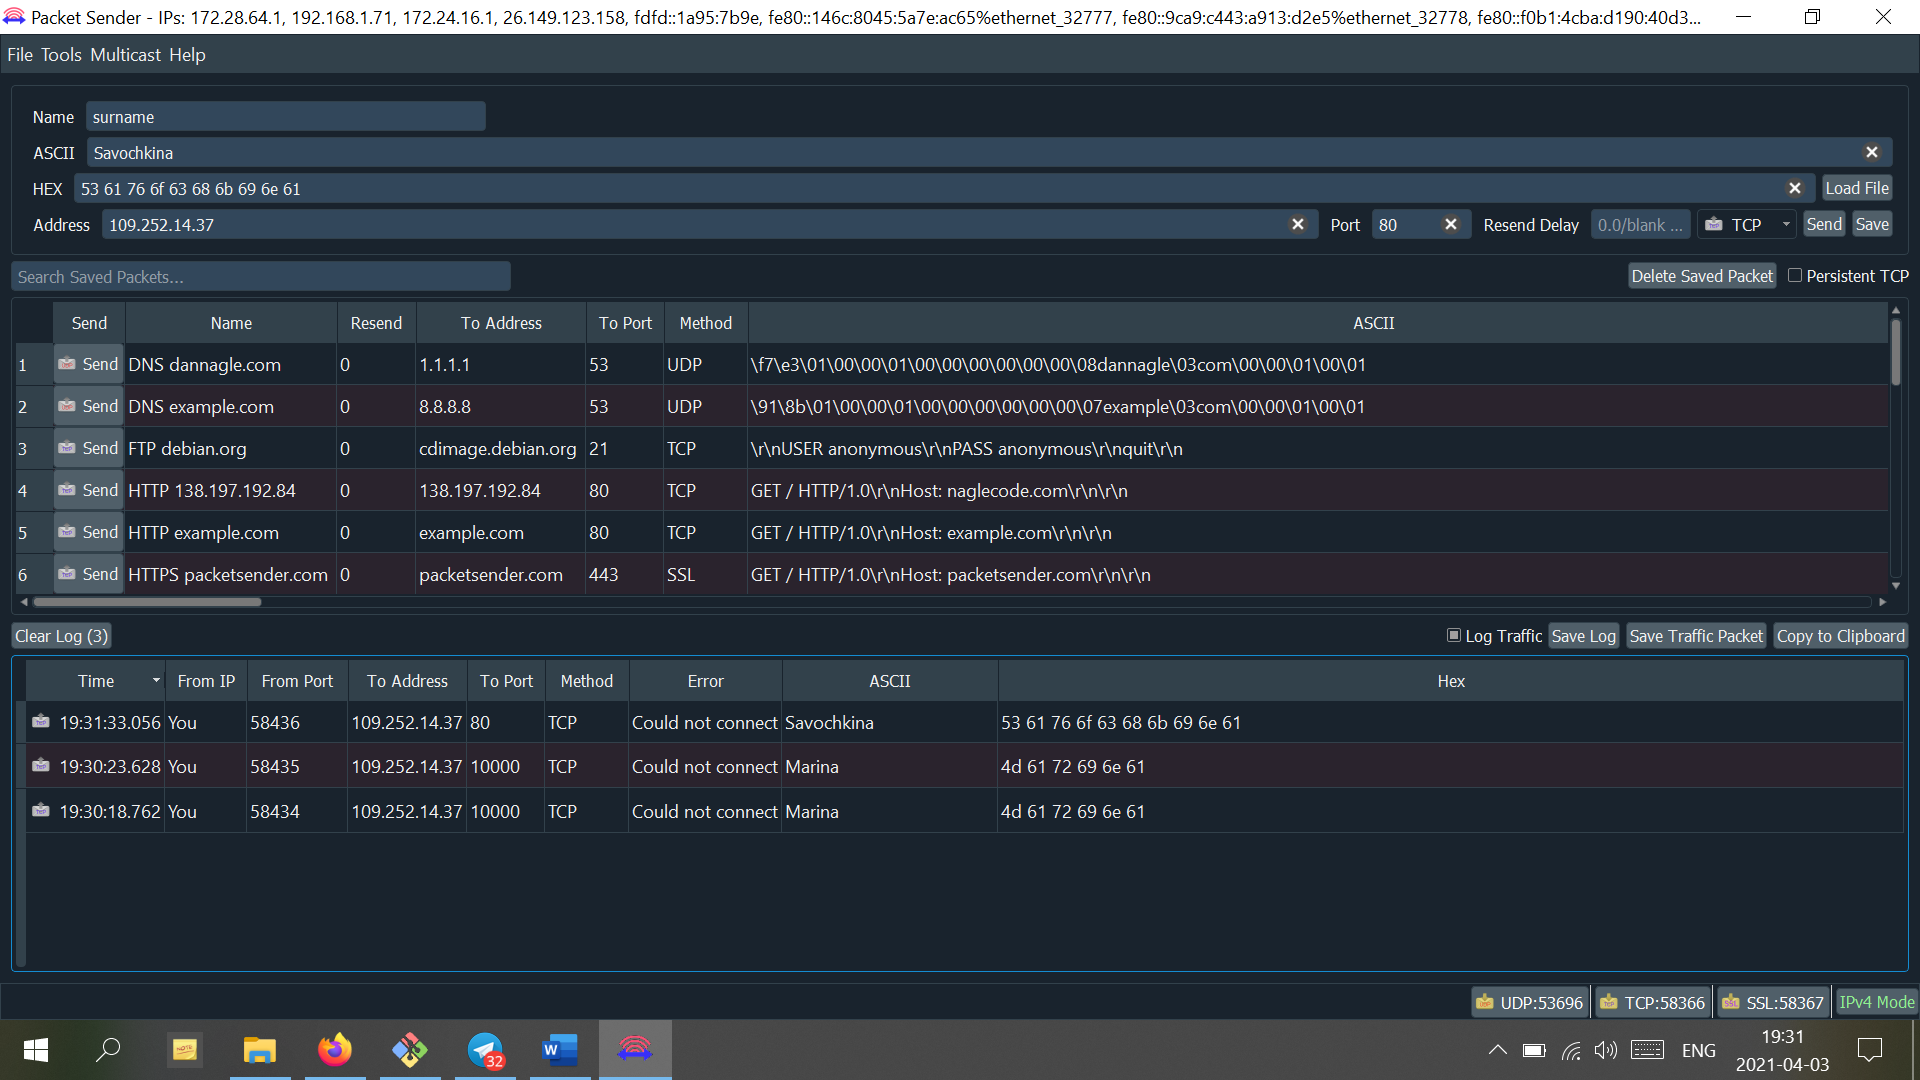 Packet Sender - IPs: 172.28.64.1, 192.168.1.71, 172.24.16.1, 26.149.123.158, fdfd::1a95:7b9e, fe80::146c:8045:5a7e:ac65%ethernet_32777, fe80::9ca9:c443:a913:d2e5%ethernet_32778, fe80::f0b1:4cba:d190:40d3...
File Tools Multicast Help
Name surname
ASCII Savochkina
HEX 53 61 76 6f 63 68 6b 69 6e 61 Load File
Address 109.252.14.37 Port 80 Resend Delay 0.0/blank ... TCP Send Save
Search Saved Packets... Delete Saved Packet Persistent TCP
Send Name Resend To Address To Port Method ASCII
1 Send DNS dannagle.com 0 1.1.1.1 53 UDP \f7\e3\01\00\00\01\00\00\00\00\00\00\08dannagle\03com\00\00\01\00\01
2 Send DNS example.com 0 8.8.8.8 53 UDP \91\8b\01\00\00\01\00\00\00\00\00\00\07example\03com\00\00\01\00\01
3 Send FTP debian.org 0 cdimage.debian.org 21 TCP \r\nUSER anonymous\r\nPASS anonymous\r\nquit\r\n
4 Send HTTP 138.197.192.84 0 138.197.192.84 80 TCP GET / HTTP/1.0\r\nHost: naglecode.com\r\n\r\n
5 Send HTTP example.com 0 example.com 80 TCP GET / HTTP/1.0\r\nHost: example.com\r\n\r\n
6 Send HTTPS packetsender.com 0 packetsender.com 443 SSL GET / HTTP/1.0\r\nHost: packetsender.com\r\n\r\n
Clear Log (3) Log Traffic Save Log Save Traffic Packet Copy to Clipboard
Time From IP From Port To Address To Port Method Error ASCII Hex
19:31:33.056 You 58436 109.252.14.37 80 TCP Could not connect Savochkina 53 61 76 6f 63 68 6b 69 6e 61
19:30:23.628 You 58435 109.252.14.37 10000 TCP Could not connect Marina 4d 61 72 69 6e 61
19:30:18.762 You 58434 109.252.14.37 10000 TCP Could not connect Marina 4d 61 72 69 6e 61
UDP:53696 TCP:58366 SSL:58367 IPv4 Mode
32 ENG 19:31
2021-04-03